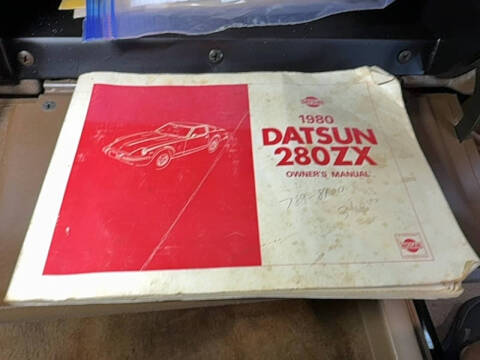 1980
DATSUN
280ZX
OWNER'S MANUAL